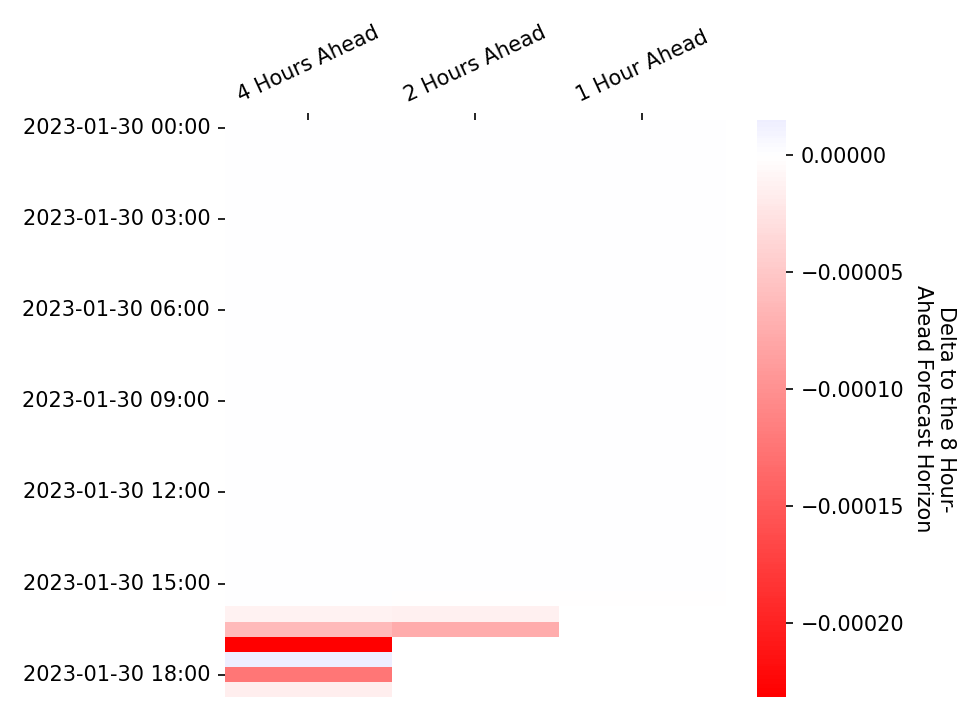 4 Hours Ahead
2 Hours Ahead
1 Hour Ahead
2023-01-30 00:00
2023-01-30 03:00
2023-01-30 06:00
2023-01-30 09:00
2023-01-30 12:00
2023-01-30 15:00
2023-01-30 18:00
0.00000
−0.00005
−0.00010
−0.00015
−0.00020
Delta to the 8 Hour-
Ahead Forecast Horizon